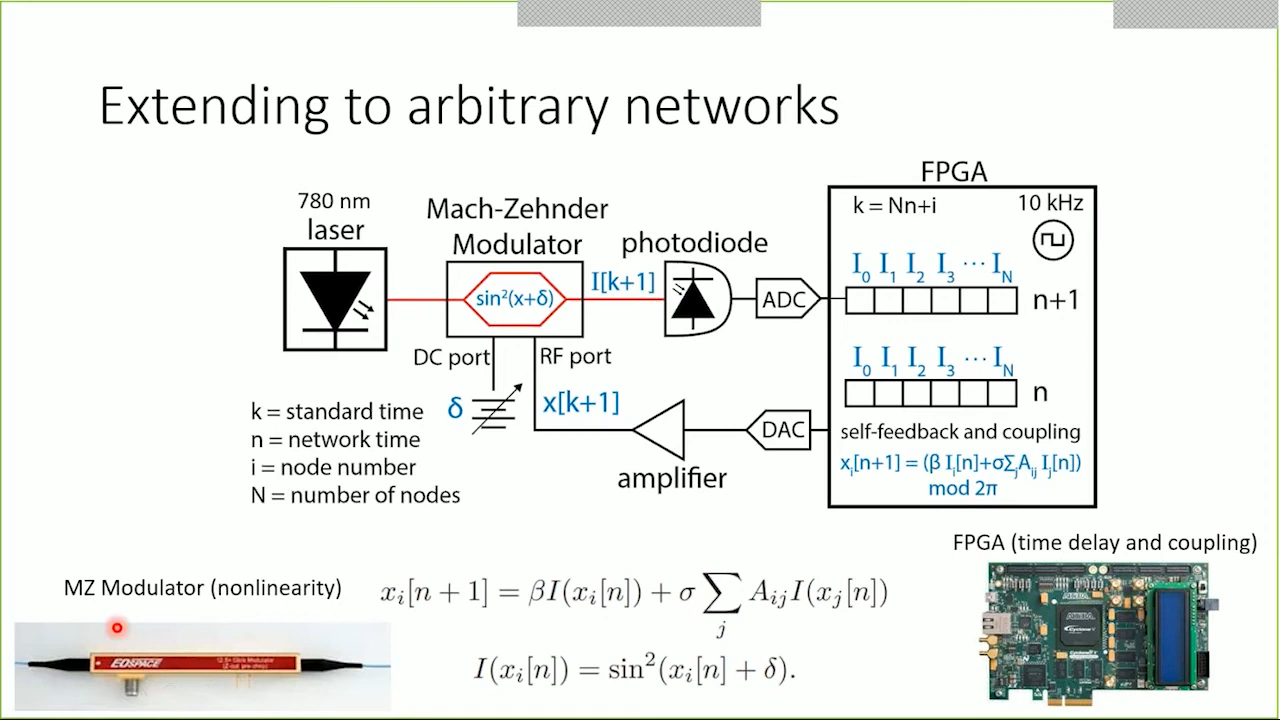 Extending to arbitrary networks
FPGA
780 nm
laser
Mach-Zehnder
Modulator
photodiode
k = Nn+i
10 kHz
I₀ I₁ I₂ I₃ ⋯ I_N
n+1
sin²(x+δ)
I[k+1]
ADC
DC port
RF port
I₀ I₁ I₂ I₃ ⋯ I_N
n
δ
x[k+1]
DAC
amplifier
k = standard time
n = network time
i = node number
N = number of nodes
self-feedback and coupling
xᵢ[n+1] = (β Iᵢ[n]+σΣⱼAᵢⱼ Iⱼ[n])
mod 2π
FPGA (time delay and coupling)
MZ Modulator (nonlinearity)
xᵢ[n + 1] = βI(xᵢ[n]) + σ ∑ⱼ AᵢⱼI(xⱼ[n])
I(xᵢ[n]) = sin²(xᵢ[n] + δ).
EOSPACE